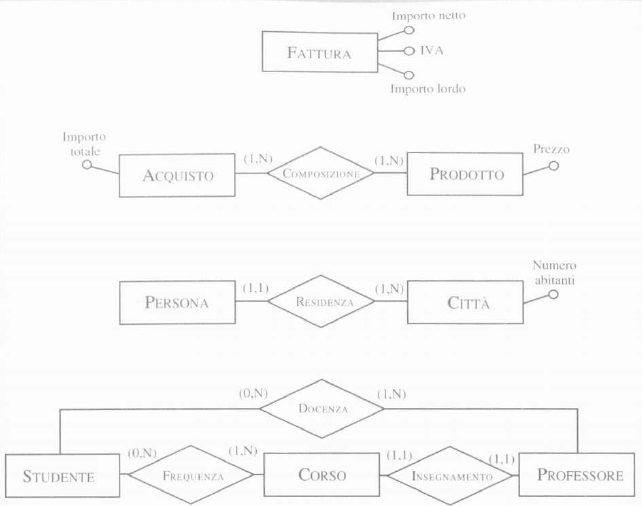 Importo netto
FATTURA
IVA
Importo lordo
Importo
totale
Prezzo
(1,N)
(1,N)
ACQUISTO
COMPOSIZIONE
PRODOTTO
Numero
abitanti
(1,1)
(1,N)
PERSONA
RESIDENZA
CITTÀ
(0,N)
(1,N)
DOCENZA
(0,N)
(1,N)
(1,1)
(1,1)
STUDENTE
FREQUENZA
CORSO
INSEGNAMENTO
PROFESSORE